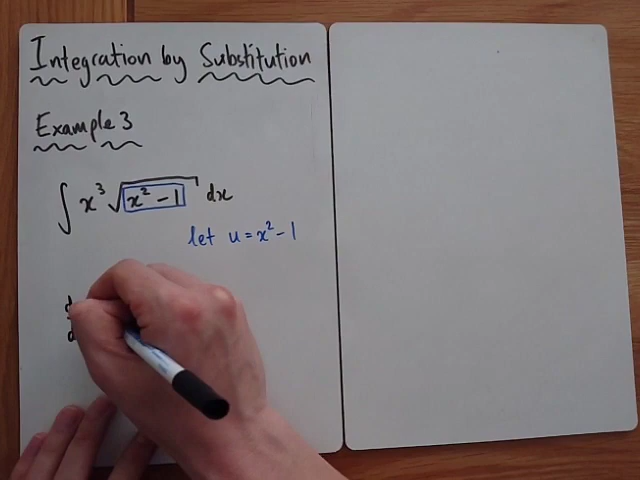 Integration by Substitution
Example 3
∫ x³ √(x² - 1) dx
let u = x² - 1